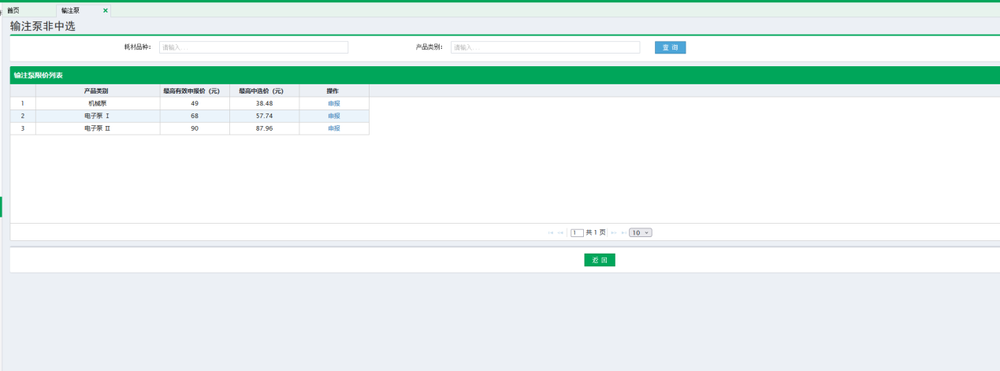 首页 输注泵 ×
输注泵非中选
耗材品种： 请输入... 产品类别： 请输入... 查 询
输注泵限价列表
产品类别 最高有效申报价（元） 最高中选价（元） 操作
1 机械泵 49 38.48 申报
2 电子泵 Ⅰ 68 57.74 申报
3 电子泵 Ⅱ 90 87.96 申报
1 共 1 页 10
返 回